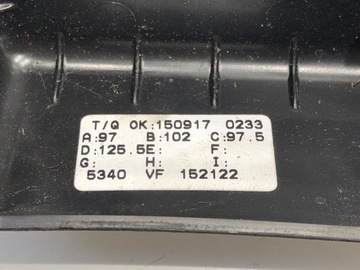 T/Q OK:150917 0233
A:97 B:102 C:97.5
D:125.5E: F:
G: H: I:
5340 VF 152122